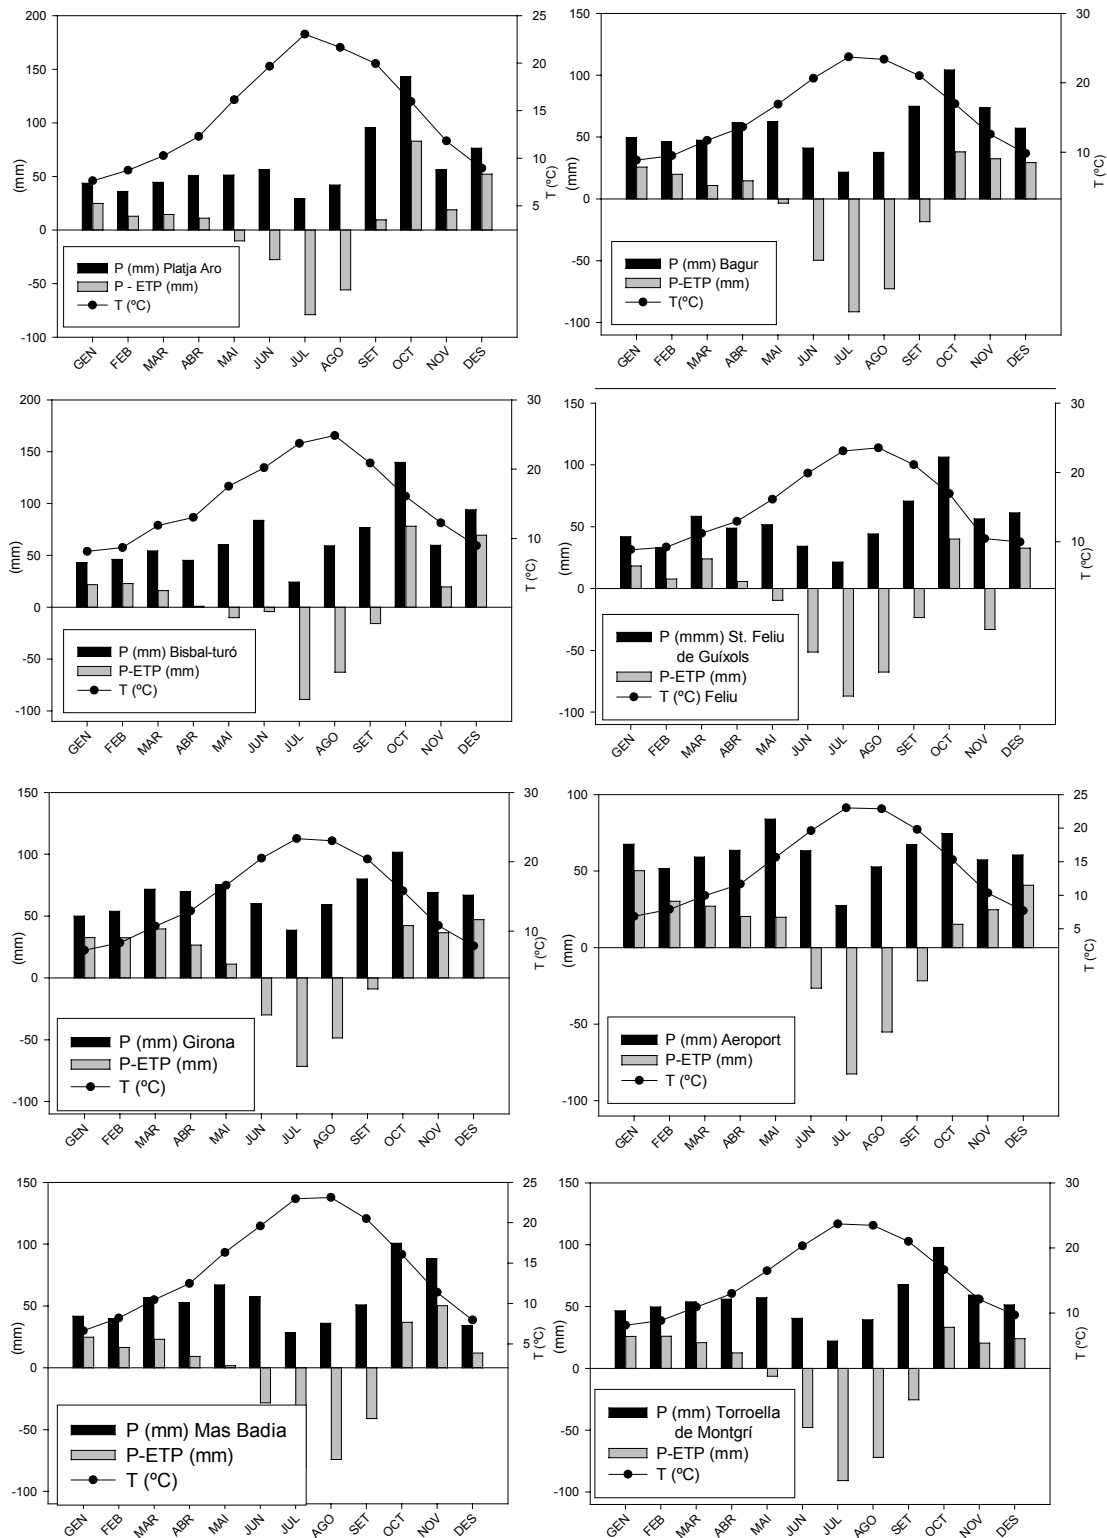 200
150
100
50
0
-50
-100
(mm)
25
20
15
10
5
T (ºC)
P (mm) Platja Aro
P - ETP (mm)
T (ºC)
GEN FEB MAR ABR MAI JUN JUL AGO SET OCT NOV DES
150
100
50
0
-50
-100
(mm)
30
20
10
T (ºC)
P (mm) Bagur
P-ETP (mm)
T(ºC)
GEN FEB MAR ABR MAI JUN JUL AGO SET OCT NOV DES
200
150
100
50
0
-50
-100
(mm)
30
20
10
T (ºC)
P (mm) Bisbal-turó
P-ETP (mm)
T (ºC)
GEN FEB MAR ABR MAI JUN JUL AGO SET OCT NOV DES
150
100
50
0
-50
-100
(mm)
30
20
10
T (ºC)
P (mmm) St. Feliu
de Guíxols
P-ETP (mm)
T (ºC) Feliu
GEN FEB MAR ABR MAI JUN JUL AGO SET OCT NOV DES
150
100
50
0
-50
-100
(mm)
30
20
10
T (ºC)
P (mm) Girona
P-ETP (mm)
T (ºC)
GEN FEB MAR ABR MAI JUN JUL AGO SET OCT NOV DES
100
50
0
-50
-100
(mm)
25
20
15
10
5
T (ºC)
P (mm) Aeroport
P-ETP (mm)
T (ºC)
GEN FEB MAR ABR MAI JUN JUL AGO SET OCT NOV DES
150
100
50
0
-50
-100
(mm)
25
20
15
10
5
T (ºC)
P (mm) Mas Badia
P-ETP (mm)
T (ºC)
GEN FEB MAR ABR MAI JUN JUL AGO SET OCT NOV DES
150
100
50
0
-50
-100
(mm)
30
20
10
T (ºC)
P (mm) Torroella
de Montgrí
P-ETP (mm)
T (ºC)
GEN FEB MAR ABR MAI JUN JUL AGO SET OCT NOV DES